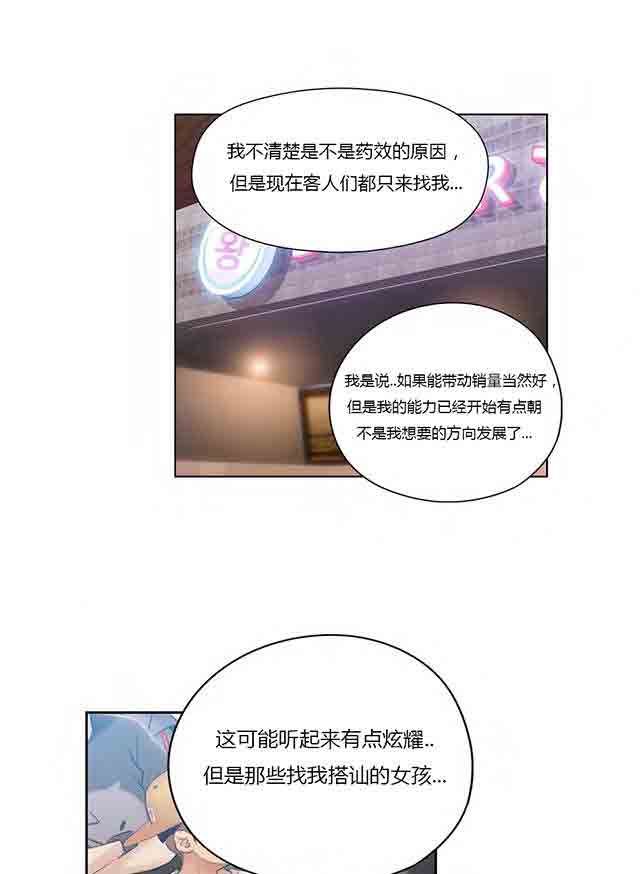 我不清楚是不是药效的原因，
但是现在客人们都只来找我...
왕
我是说..如果能带动销量当然好，
但是我的能力已经开始有点朝
不是我想要的方向发展了...
这可能听起来有点炫耀..
但是那些找我搭讪的女孩...